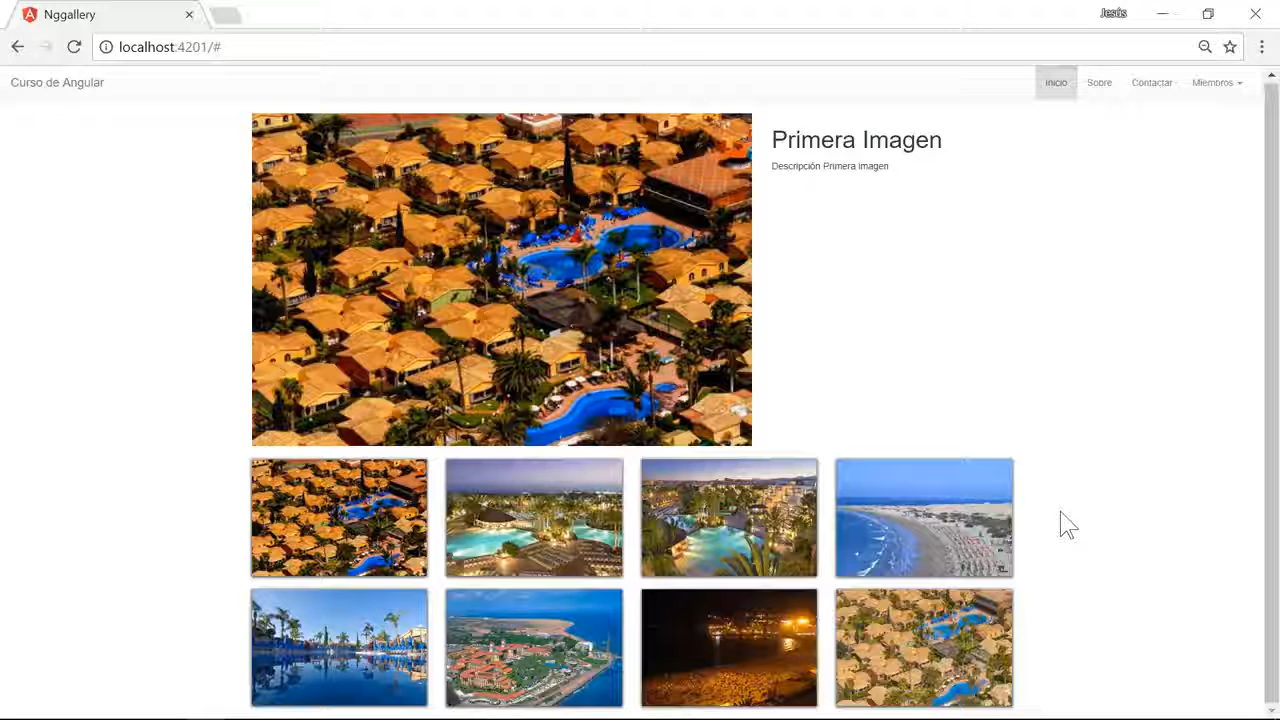 Nggallery
Jesús
localhost:4201/#
Curso de Angular
Inicio
Sobre
Contactar
Miembros
Primera Imagen
Descripción Primera imagen